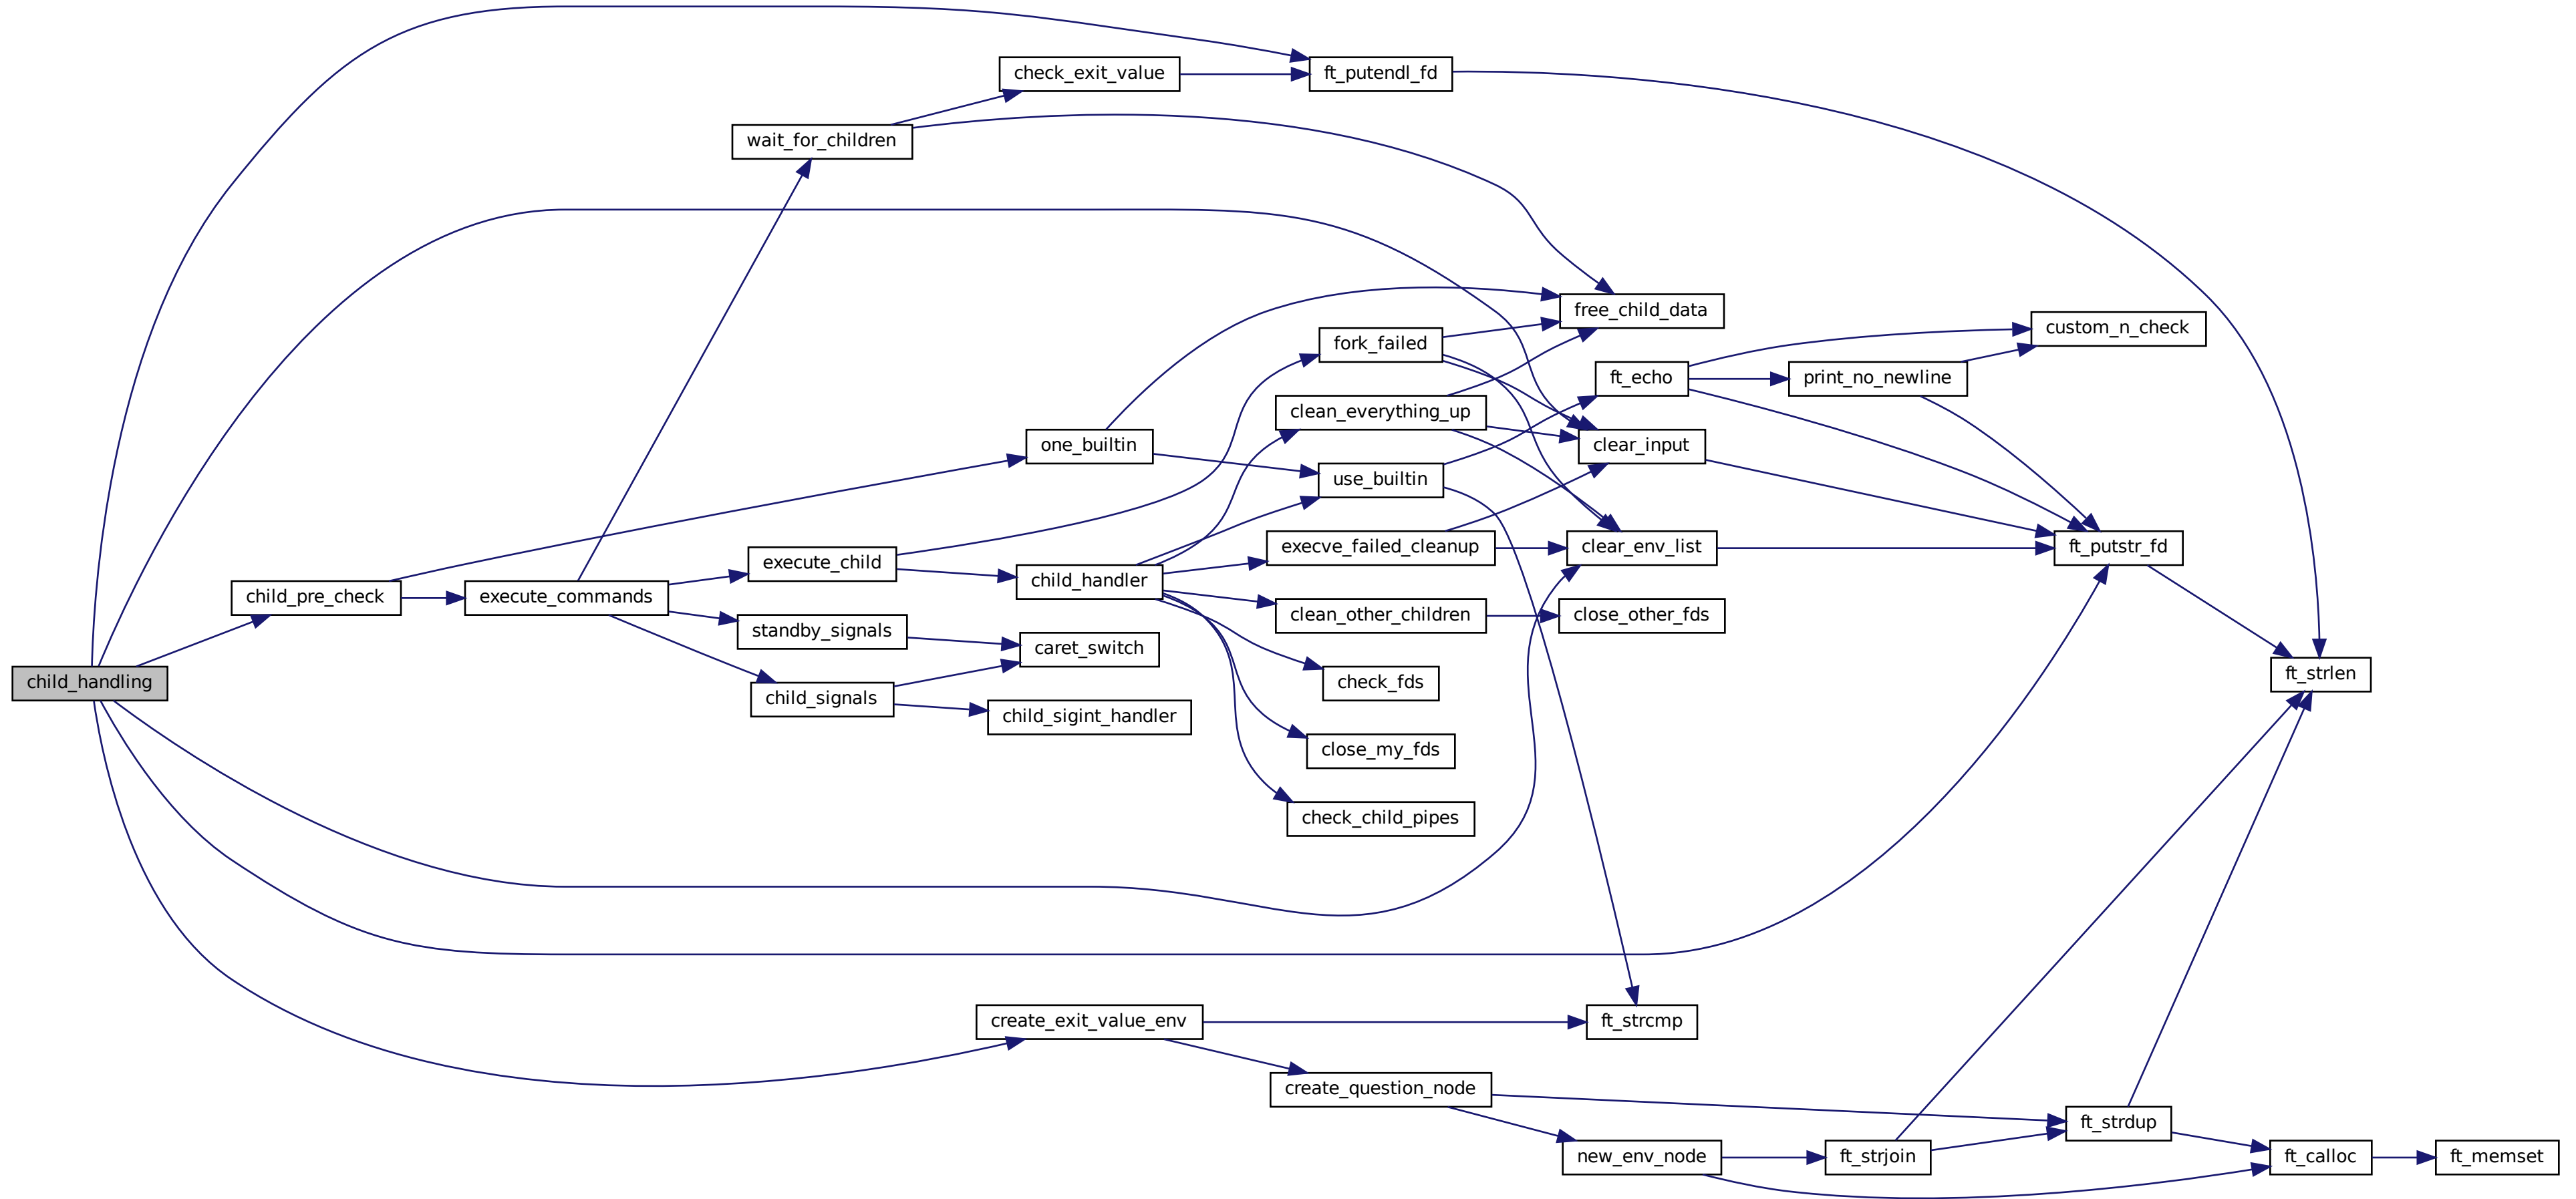 check_exit_value
ft_putendl_fd
wait_for_children
free_child_data
custom_n_check
fork_failed
ft_echo
print_no_newline
clean_everything_up
one_builtin
clear_input
use_builtin
execute_child
execve_failed_cleanup
clear_env_list
ft_putstr_fd
child_handler
child_pre_check
execute_commands
clean_other_children
close_other_fds
standby_signals
caret_switch
child_handling
check_fds
ft_strlen
child_signals
child_sigint_handler
close_my_fds
check_child_pipes
create_exit_value_env
ft_strcmp
create_question_node
ft_strdup
new_env_node
ft_strjoin
ft_calloc
ft_memset